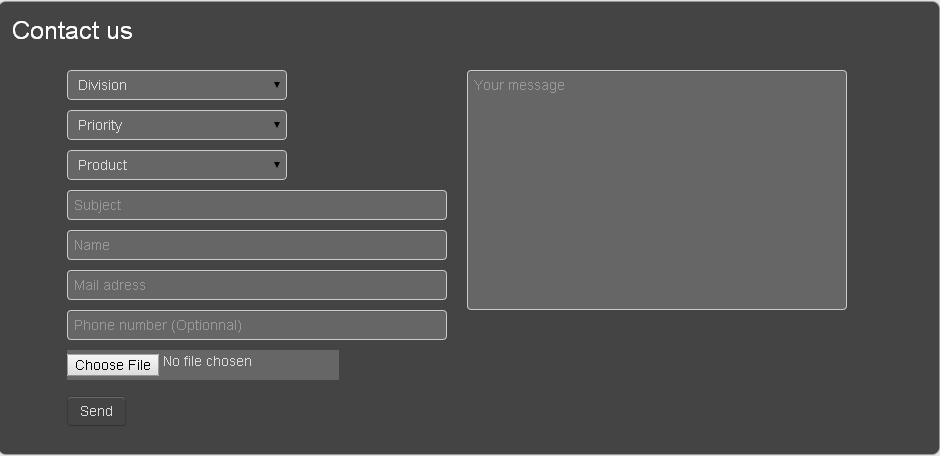 Contact us
Division
Priority
Product
Subject
Name
Mail adress
Phone number (Optionnal)
Choose File No file chosen
Send
Your message